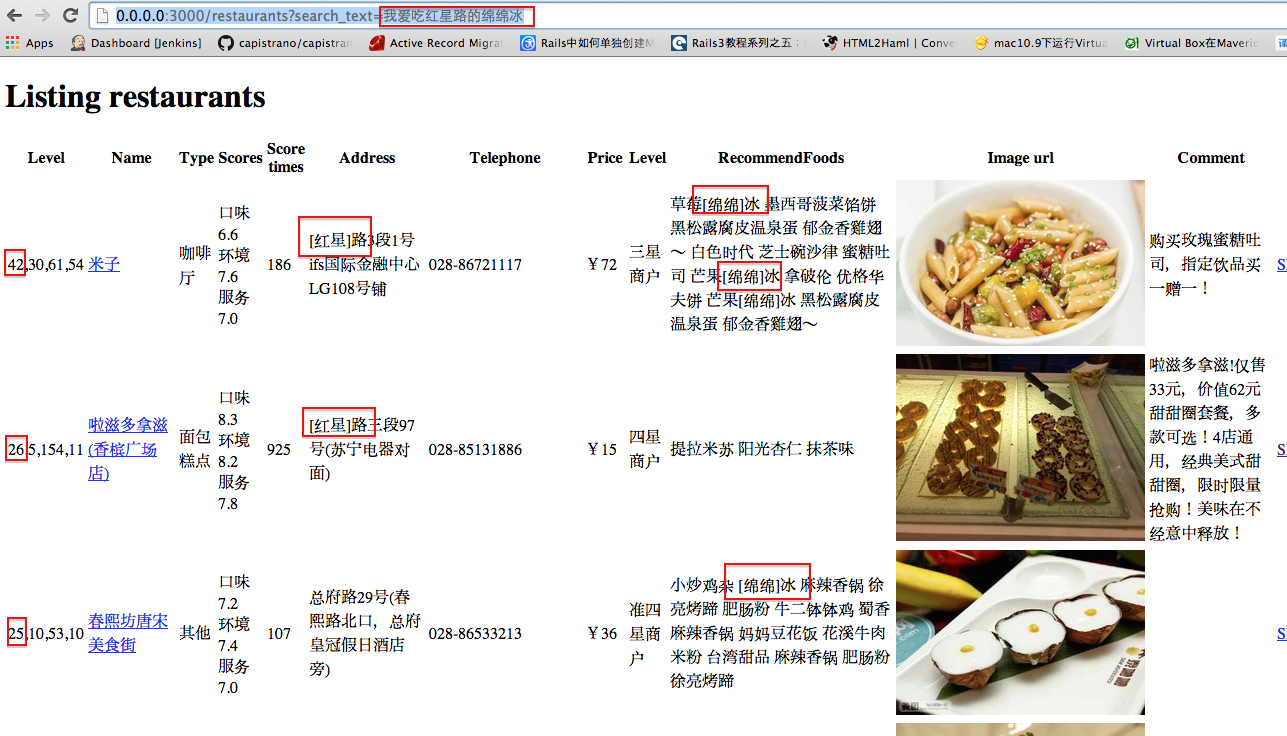 0.0.0.0:3000/restaurants?search_text=我爱吃红星路的绵绵冰
Apps Dashboard [Jenkins] capistrano/capistran Active Record Migrat Rails中如何单独创建M Rails3教程系列之五： HTML2Haml | Conve mac10.9下运行Virtua Virtual Box在Maveric 译
Listing restaurants
Level Name Type Scores Score times Address Telephone Price Level RecommendFoods Image url Comment
42,30,61,54
米子
咖啡
厅
口味
6.6
环境
7.6
服务
7.0
186
[红星]路3段1号
ifs国际金融中心
LG108号铺
028-86721117
￥72
三星
商户
草莓[绵绵]冰 墨西哥菠菜馅饼
黑松露腐皮温泉蛋 郁金香雞翅
～ 白色时代 芝士碗沙律 蜜糖吐
司 芒果[绵绵]冰 拿破伦 优格华
夫饼 芒果[绵绵]冰 黑松露腐皮
温泉蛋 郁金香雞翅～
购买玫瑰蜜糖吐
司，指定饮品买
一赠一！
26,5,154,11
啦滋多拿滋
(香槟广场
店)
面包
糕点
口味
8.3
环境
8.2
服务
7.8
925
[红星]路三段97
号(苏宁电器对
面)
028-85131886
￥15
四星
商户
提拉米苏 阳光杏仁 抹茶味
啦滋多拿滋!仅售
33元，价值62元
甜甜圈套餐，多
款可选！4店通
用，经典美式甜
甜圈，限时限量
抢购！美味在不
经意中释放！
25,10,53,10
春熙坊唐宋
美食街
其他
口味
7.2
环境
7.4
服务
7.0
107
总府路29号(春
熙路北口，总府
皇冠假日酒店
旁)
028-86533213
￥36
准四
星商
户
小炒鸡杂 [绵绵]冰 麻辣香锅 徐
亮烤蹄 肥肠粉 牛二钵钵鸡 蜀香
麻辣香锅 妈妈豆花饭 花溪牛肉
米粉 台湾甜品 麻辣香锅 肥肠粉
徐亮烤蹄